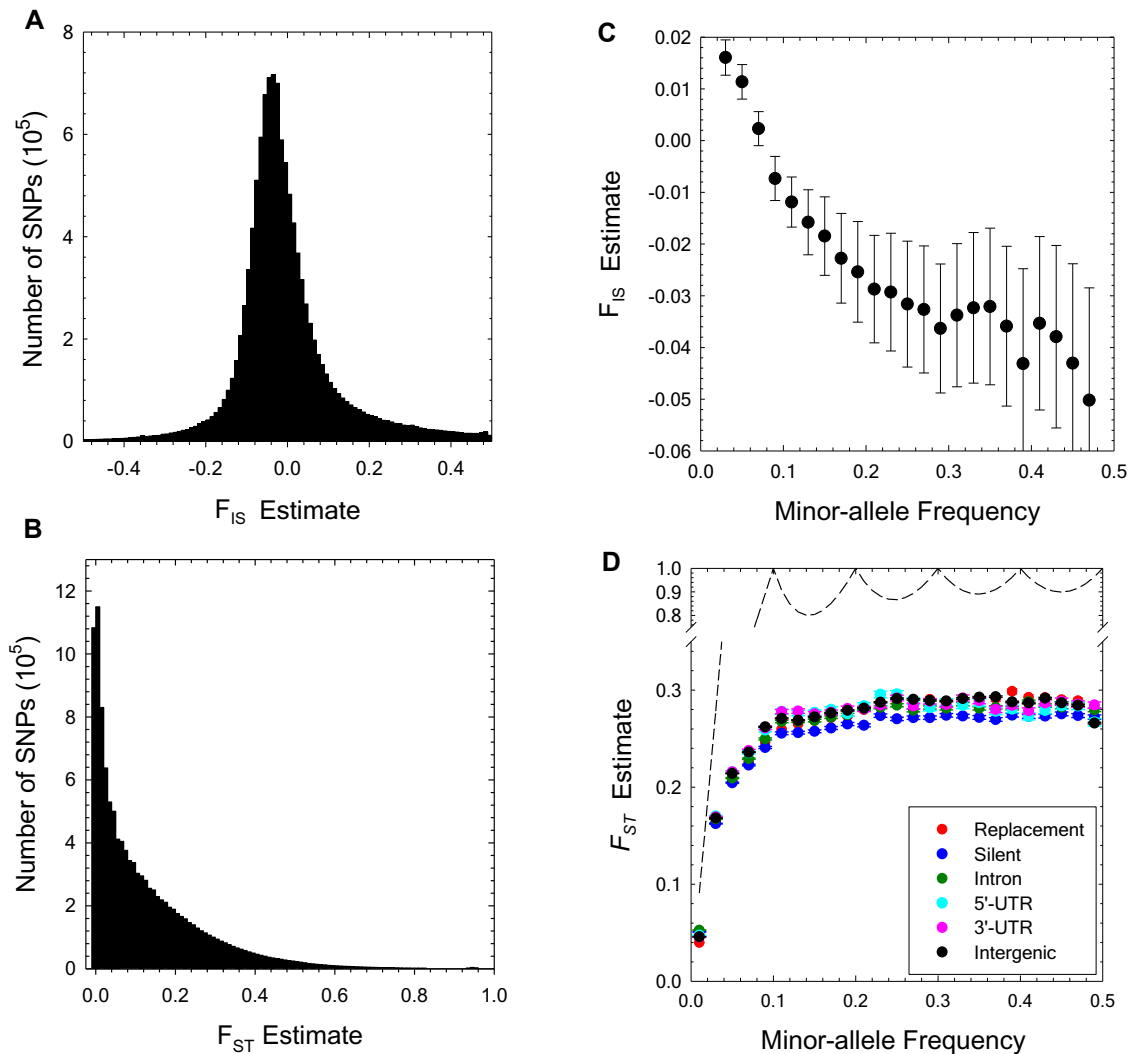 A
8
6
4
2
0
Number of SNPs (10⁵)
-0.4
-0.2
0.0
0.2
0.4
F_IS Estimate
B
12
10
8
6
4
2
0
Number of SNPs (10⁵)
0.0
0.2
0.4
0.6
0.8
1.0
F_ST Estimate
C
0.02
0.01
0.00
-0.01
-0.02
-0.03
-0.04
-0.05
-0.06
F_IS Estimate
0.0
0.1
0.2
0.3
0.4
0.5
Minor-allele Frequency
D
1.0
0.9
0.8
0.3
0.2
0.1
0.0
F_ST Estimate
Replacement
Silent
Intron
5'-UTR
3'-UTR
Intergenic
0.0
0.1
0.2
0.3
0.4
0.5
Minor-allele Frequency